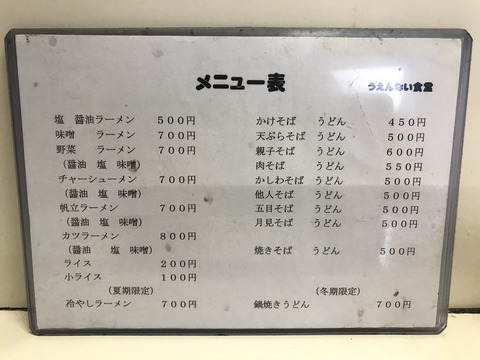 メニュー表
うえんない食堂
塩　醤油ラーメン　500円
味噌　ラーメン　700円
野菜　ラーメン　700円
（醤油　塩　味噌）
チャーシューメン　700円
（醤油　塩　味噌）
帆立ラーメン　700円
（醤油　塩　味噌）
カツラーメン　800円
（醤油　塩　味噌）
ライス　200円
小ライス　100円
（夏期限定）
冷やしラーメン　700円
かけそば　うどん　450円
天ぷらそば　うどん　500円
親子そば　うどん　600円
肉そば　うどん　550円
かしわそば　うどん　500円
他人そば　うどん　500円
五目そば　うどん　500円
月見そば　うどん　500円
焼きそば　うどん　500円
（冬期限定）
鍋焼きうどん　700円